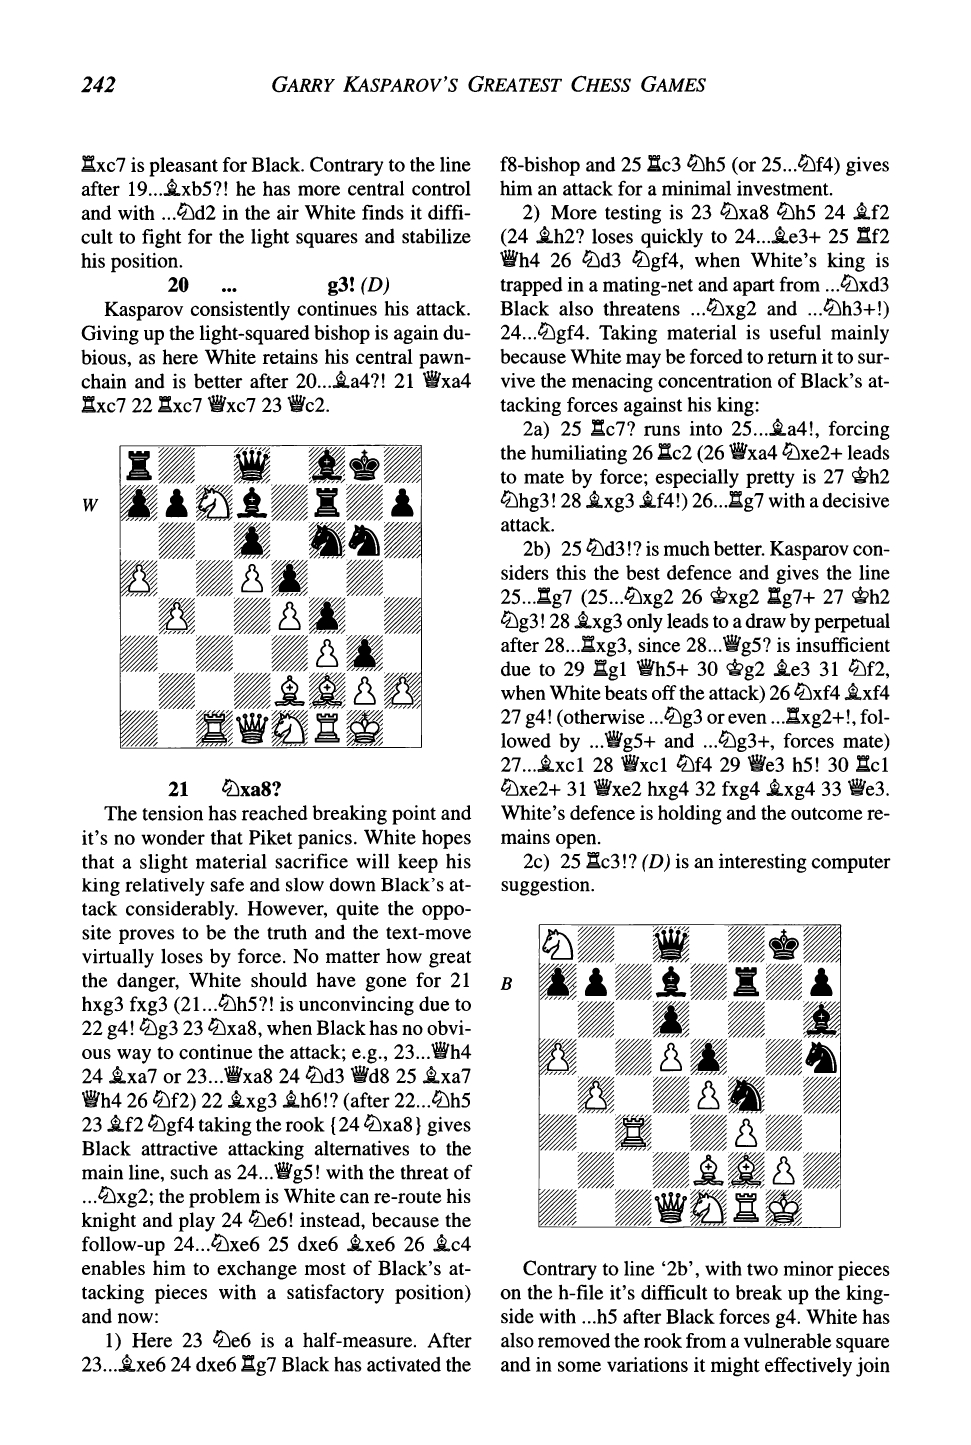 242
GARRY KASPAROV'S GREATEST CHESS GAMES
♖xc7 is pleasant for Black. Contrary to the line
after 19...♗xb5?! he has more central control
and with ...♘d2 in the air White finds it diffi-
cult to fight for the light squares and stabilize
his position.
20 ... g3! (D)
Kasparov consistently continues his attack.
Giving up the light-squared bishop is again du-
bious, as here White retains his central pawn-
chain and is better after 20...♗a4?! 21 ♕xa4
♖xc7 22 ♖xc7 ♕xc7 23 ♕c2.
W
21 ♘xa8?
The tension has reached breaking point and
it's no wonder that Piket panics. White hopes
that a slight material sacrifice will keep his
king relatively safe and slow down Black's at-
tack considerably. However, quite the oppo-
site proves to be the truth and the text-move
virtually loses by force. No matter how great
the danger, White should have gone for 21
hxg3 fxg3 (21...♘h5?! is unconvincing due to
22 g4! ♘g3 23 ♘xa8, when Black has no obvi-
ous way to continue the attack; e.g., 23...♕h4
24 ♗xa7 or 23...♕xa8 24 ♘d3 ♕d8 25 ♗xa7
♕h4 26 ♘f2) 22 ♗xg3 ♗h6!? (after 22...♘h5
23 ♗f2 ♘gf4 taking the rook {24 ♘xa8} gives
Black attractive attacking alternatives to the
main line, such as 24...♕g5! with the threat of
...♘xg2; the problem is White can re-route his
knight and play 24 ♘e6! instead, because the
follow-up 24...♘xe6 25 dxe6 ♗xe6 26 ♗c4
enables him to exchange most of Black's at-
tacking pieces with a satisfactory position)
and now:
1) Here 23 ♘e6 is a half-measure. After
23...♗xe6 24 dxe6 ♖g7 Black has activated the
f8-bishop and 25 ♖c3 ♘h5 (or 25...♘f4) gives
him an attack for a minimal investment.
2) More testing is 23 ♘xa8 ♘h5 24 ♗f2
(24 ♗h2? loses quickly to 24...♗e3+ 25 ♖f2
♕h4 26 ♘d3 ♘gf4, when White's king is
trapped in a mating-net and apart from ...♘xd3
Black also threatens ...♘xg2 and ...♘h3+!)
24...♘gf4. Taking material is useful mainly
because White may be forced to return it to sur-
vive the menacing concentration of Black's at-
tacking forces against his king:
2a) 25 ♖c7? runs into 25...♗a4!, forcing
the humiliating 26 ♖c2 (26 ♕xa4 ♘xe2+ leads
to mate by force; especially pretty is 27 ♔h2
♘hg3! 28 ♗xg3 ♗f4!) 26...♖g7 with a decisive
attack.
2b) 25 ♘d3!? is much better. Kasparov con-
siders this the best defence and gives the line
25...♖g7 (25...♘xg2 26 ♔xg2 ♖g7+ 27 ♔h2
♘g3! 28 ♗xg3 only leads to a draw by perpetual
after 28...♖xg3, since 28...♕g5? is insufficient
due to 29 ♖g1 ♕h5+ 30 ♔g2 ♗e3 31 ♘f2,
when White beats off the attack) 26 ♘xf4 ♗xf4
27 g4! (otherwise ...♘g3 or even ...♖xg2+!, fol-
lowed by ...♕g5+ and ...♘g3+, forces mate)
27...♗xc1 28 ♕xc1 ♘f4 29 ♕e3 h5! 30 ♖c1
♘xe2+ 31 ♕xe2 hxg4 32 fxg4 ♗xg4 33 ♕e3.
White's defence is holding and the outcome re-
mains open.
2c) 25 ♖c3!? (D) is an interesting computer
suggestion.
B
Contrary to line '2b', with two minor pieces
on the h-file it's difficult to break up the king-
side with ...h5 after Black forces g4. White has
also removed the rook from a vulnerable square
and in some variations it might effectively join